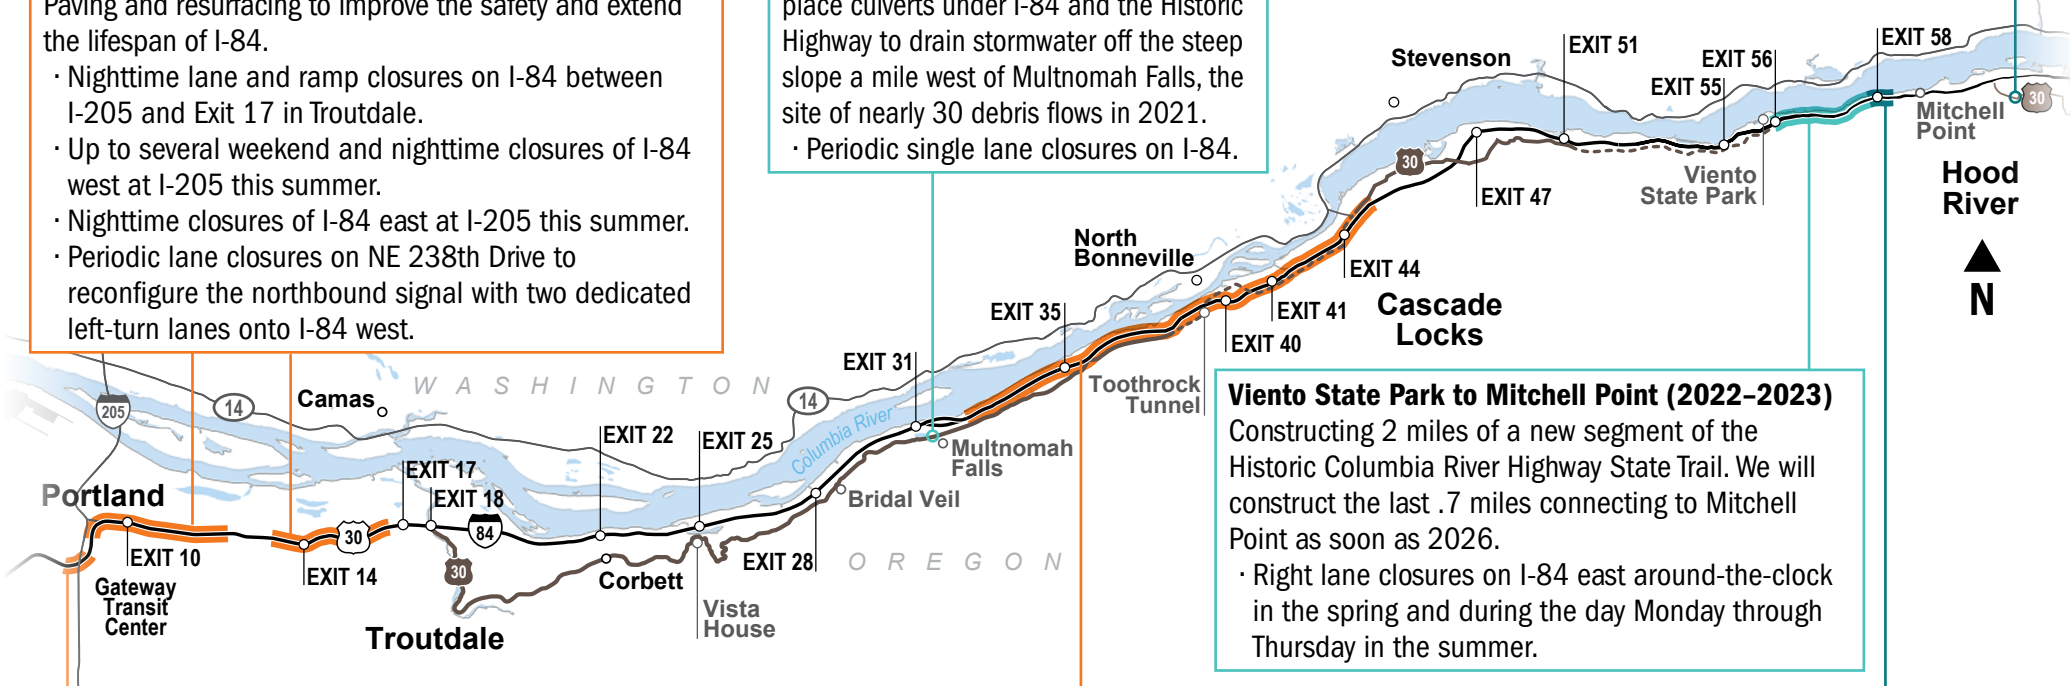 Paving and resurfacing to improve the safety and extend
the lifespan of I-84.
· Nighttime lane and ramp closures on I-84 between
I-205 and Exit 17 in Troutdale.
· Up to several weekend and nighttime closures of I-84
west at I-205 this summer.
· Nighttime closures of I-84 east at I-205 this summer.
· Periodic lane closures on NE 238th Drive to
reconfigure the northbound signal with two dedicated
left-turn lanes onto I-84 west.
place culverts under I-84 and the Historic
Highway to drain stormwater off the steep
slope a mile west of Multnomah Falls, the
site of nearly 30 debris flows in 2021.
· Periodic single lane closures on I-84.
Stevenson
EXIT 51
EXIT 56
EXIT 55
EXIT 58
30
Mitchell
Point
Hood
River
N
30
Viento
State Park
EXIT 47
North
Bonneville
EXIT 44
EXIT 41
Cascade
Locks
EXIT 40
EXIT 35
Toothrock
Tunnel
EXIT 31
WASHINGTON
14
Columbia River
Multnomah
Falls
Bridal Veil
205
14
Camas
EXIT 22
EXIT 25
EXIT 17
EXIT 18
Portland
84
30
EXIT 10
EXIT 14
30
Gateway
Transit
Center
Corbett
EXIT 28
OREGON
Vista
House
Troutdale
Viento State Park to Mitchell Point (2022–2023)
Constructing 2 miles of a new segment of the
Historic Columbia River Highway State Trail. We will
construct the last .7 miles connecting to Mitchell
Point as soon as 2026.
· Right lane closures on I-84 east around-the-clock
in the spring and during the day Monday through
Thursday in the summer.